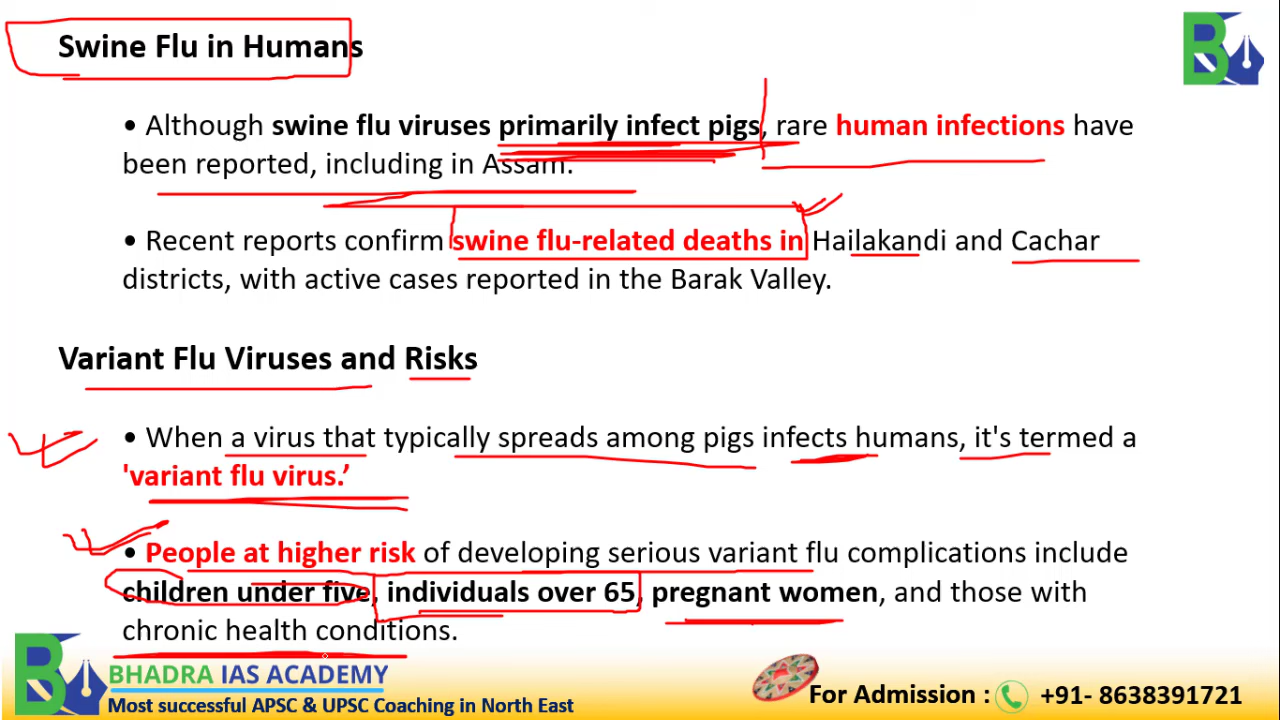 Swine Flu in Humans
• Although swine flu viruses primarily infect pigs, rare human infections have
been reported, including in Assam.
• Recent reports confirm swine flu-related deaths in Hailakandi and Cachar
districts, with active cases reported in the Barak Valley.
Variant Flu Viruses and Risks
• When a virus that typically spreads among pigs infects humans, it's termed a
'variant flu virus.’
• People at higher risk of developing serious variant flu complications include
children under five, individuals over 65, pregnant women, and those with
chronic health conditions.
BHADRA IAS ACADEMY
Most successful APSC & UPSC Coaching in North East
For Admission : +91- 8638391721